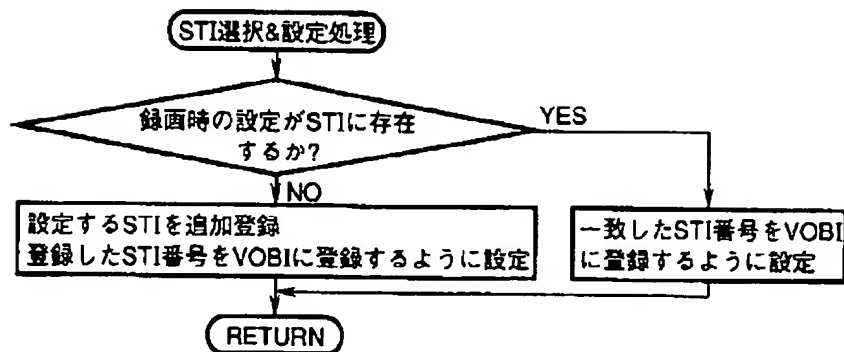 STI選択&設定処理
録画時の設定がSTIに存在
するか?
YES
NO
設定するSTIを追加登録
登録したSTI番号をVOBIに登録するように設定
一致したSTI番号をVOBI
に登録するように設定
RETURN